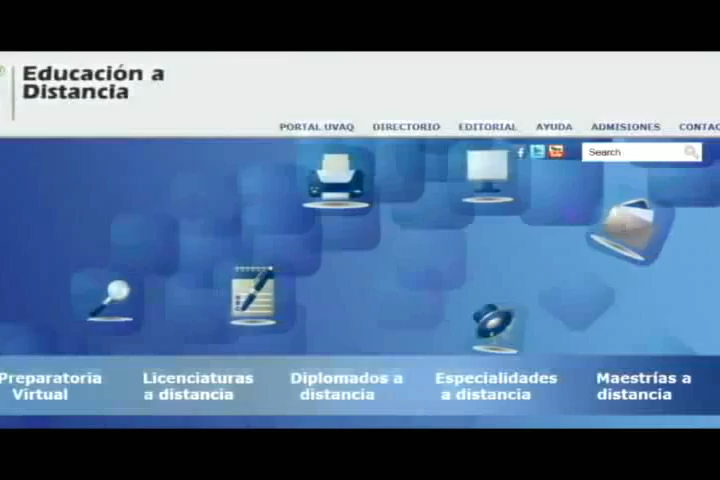 Educación a
Distancia
PORTAL UVAQ DIRECTORIO EDITORIAL AYUDA ADMISIONES CONTAC
Search
Preparatoria Licenciaturas Diplomados a Especialidades Maestrías a
Virtual a distancia distancia a distancia distancia